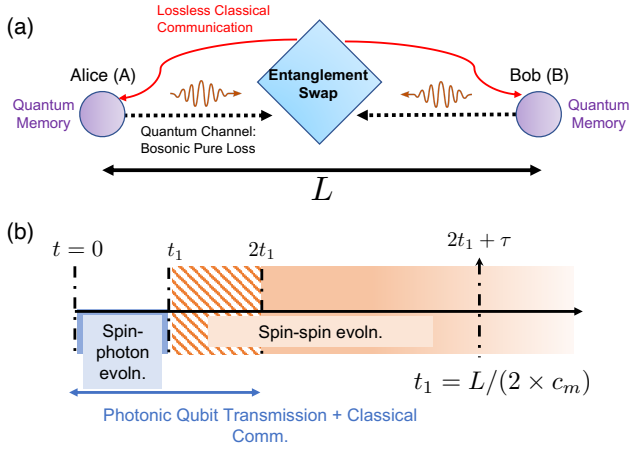 (a)
Lossless Classical
Communication
Alice (A)
Entanglement
Swap
Bob (B)
Quantum
Memory
Quantum Channel:
Bosonic Pure Loss
Quantum
Memory
L
(b)
t = 0
t₁
2t₁
2t₁ + τ
Spin-
photon
evoln.
Spin-spin evoln.
t₁ = L/(2 × cₘ)
Photonic Qubit Transmission + Classical
Comm.